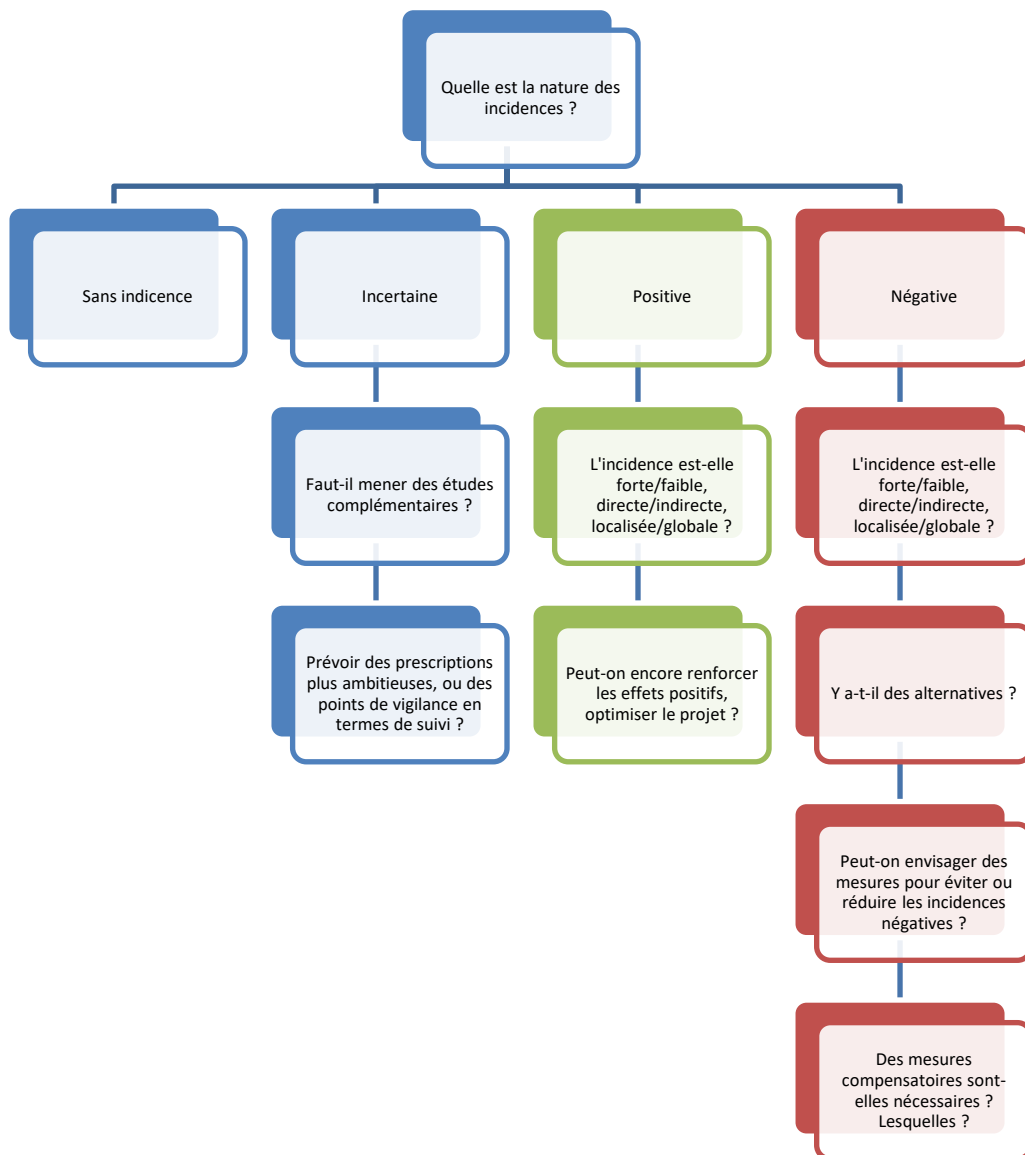 Quelle est la nature des
incidences ?
Sans indicence
Incertaine
Positive
Négative
Faut-il mener des études
complémentaires ?
L'incidence est-elle
forte/faible,
directe/indirecte,
localisée/globale ?
L'incidence est-elle
forte/faible,
directe/indirecte,
localisée/globale ?
Prévoir des prescriptions
plus ambitieuses, ou des
points de vigilance en
termes de suivi ?
Peut-on encore renforcer
les effets positifs,
optimiser le projet ?
Y a-t-il des alternatives ?
Peut-on envisager des
mesures pour éviter ou
réduire les incidences
négatives ?
Des mesures
compensatoires sont-
elles nécessaires ?
Lesquelles ?